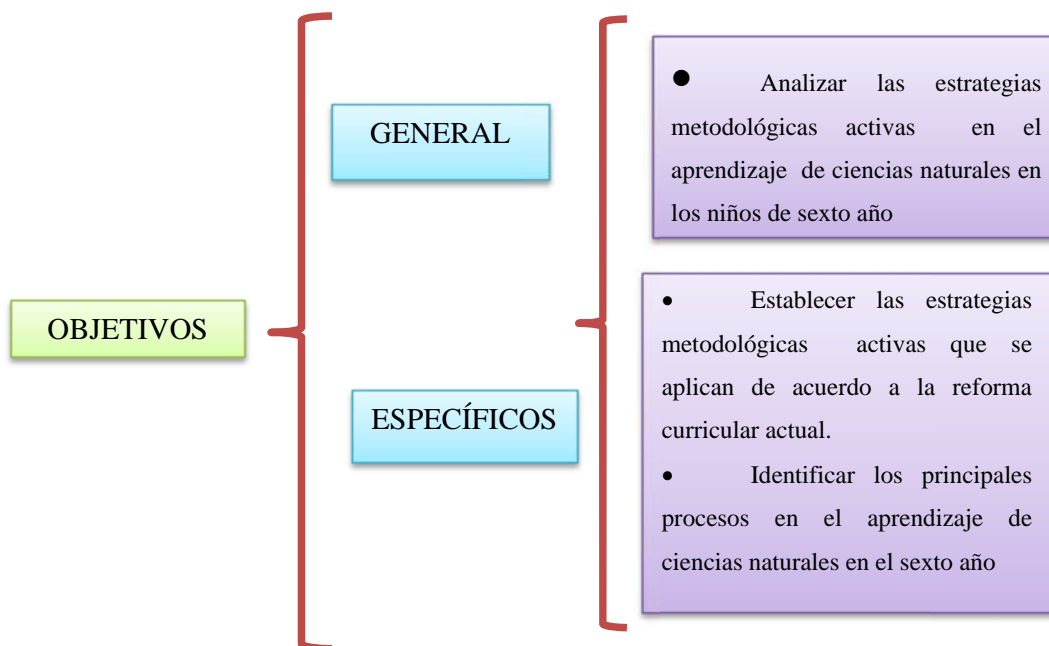 OBJETIVOS
GENERAL
• Analizar las estrategias
metodológicas activas en el
aprendizaje de ciencias naturales en
los niños de sexto año
ESPECÍFICOS
• Establecer las estrategias
metodológicas activas que se
aplican de acuerdo a la reforma
curricular actual.
• Identificar los principales
procesos en el aprendizaje de
ciencias naturales en el sexto año